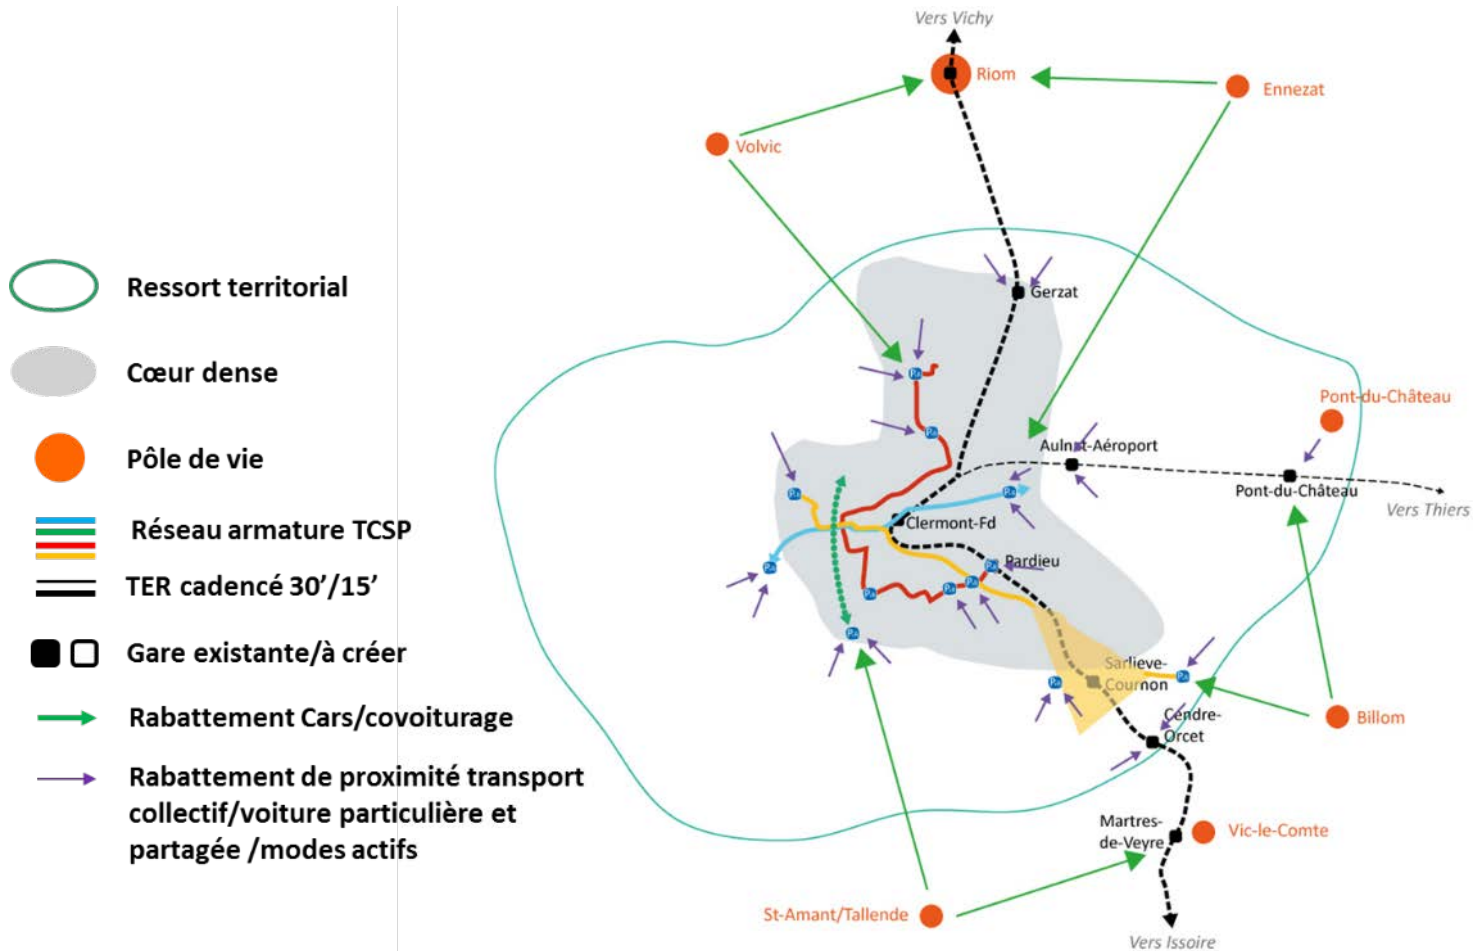 Ressort territorial
Cœur dense
Pôle de vie
Réseau armature TCSP
TER cadencé 30’/15’
Gare existante/à créer
Rabattement Cars/covoiturage
Rabattement de proximité transport
collectif/voiture particulière et
partagée /modes actifs
Vers Vichy
Riom
Ennezat
Volvic
Gerzat
Pont-du-Château
Aulnat-Aéroport
Pont-du-Château
Vers Thiers
Clermont-Fd
Pardieu
Sarlieve-
Cournon
Cendre-
Orcet
Billom
Martres-
de-Veyre
Vic-le-Comte
St-Amant/Tallende
Vers Issoire